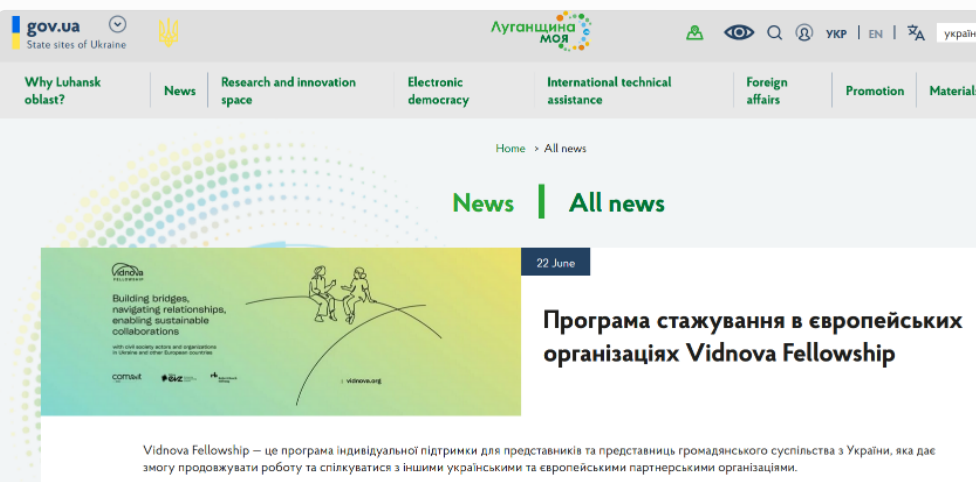 gov.ua
State sites of Ukraine
Луганщина
моя
УКР | EN |
україн
Why Luhansk
oblast?
News
Research and innovation
space
Electronic
democracy
International technical
assistance
Foreign
affairs
Promotion
Materials
Home > All news
News | All news
22 June
Vidnova
FELLOWSHIP
Building bridges,
navigating relationships,
enabling sustainable
collaborations
with civil society actors and organizations
in Ukraine and other European countries
commit
evz
| vidnova.org
Програма стажування в європейських
організаціях Vidnova Fellowship
Vidnova Fellowship — це програма індивідуальної підтримки для представників та представниць громадянського суспільства з України, яка дає
змогу продовжувати роботу та спілкуватися з іншими українськими та європейськими партнерськими організаціями.